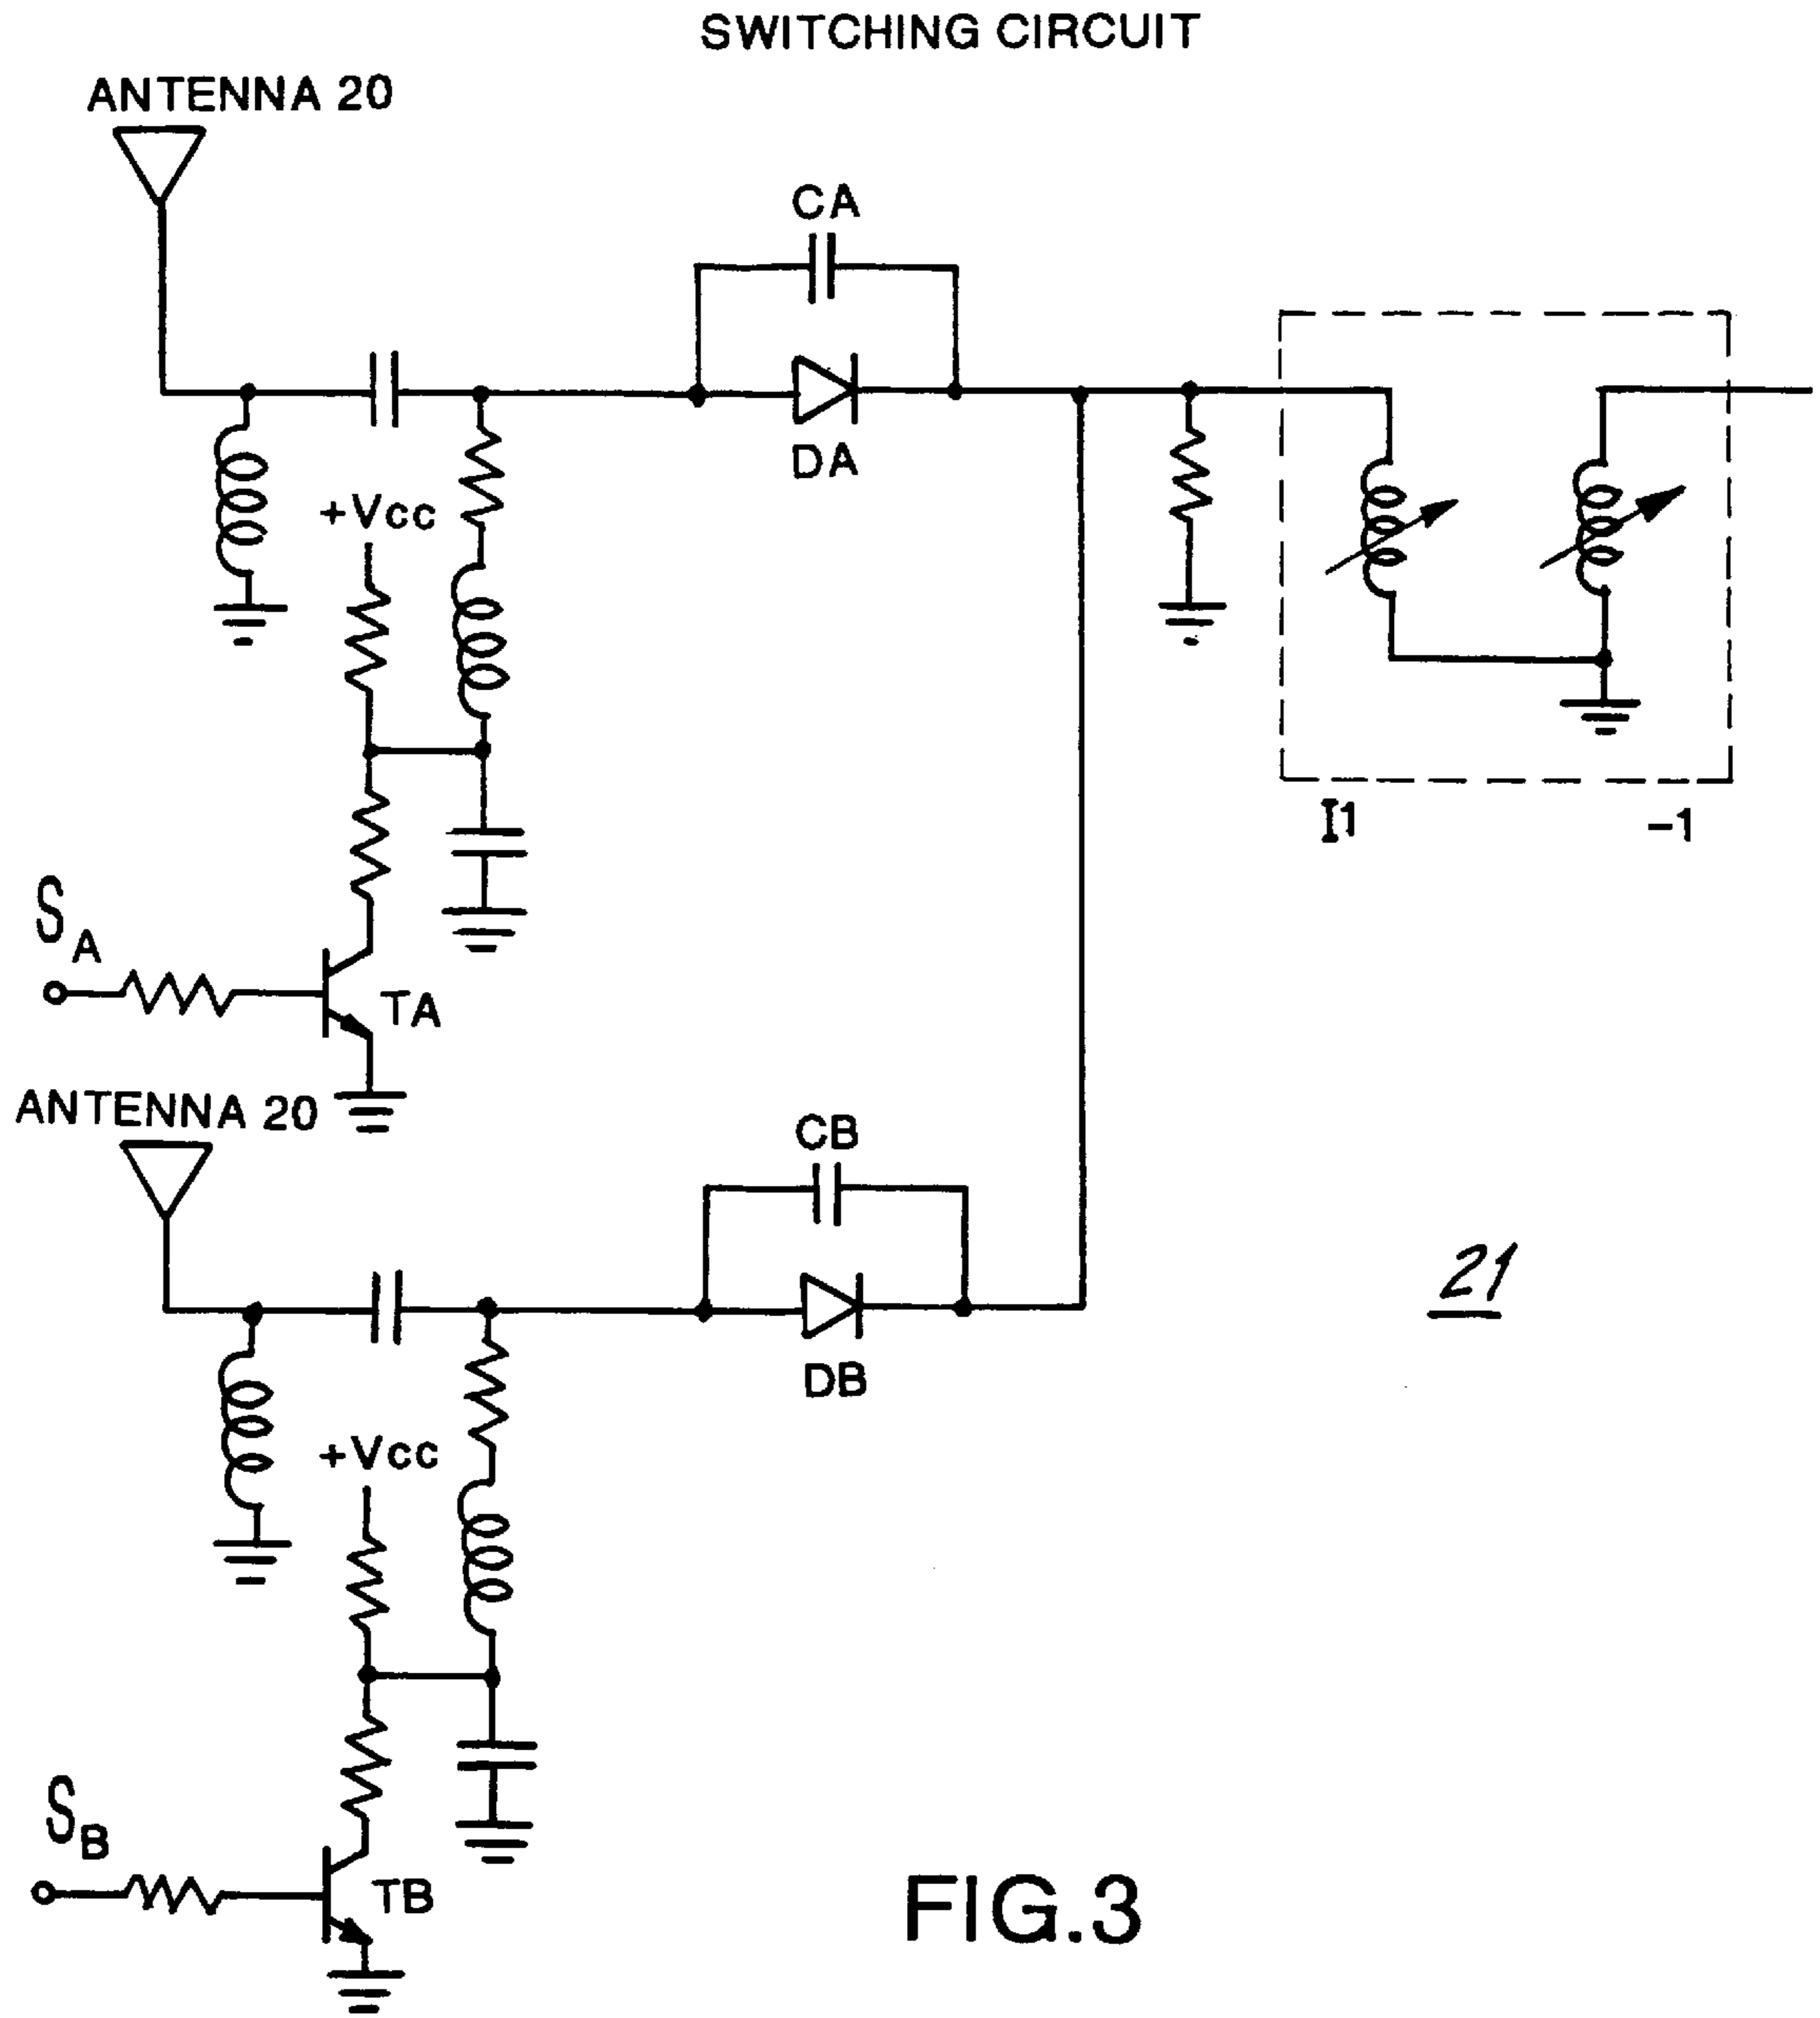 SWITCHING CIRCUIT
ANTENNA 20
CA
DA
+Vcc
I1
-1
SA
TA
ANTENNA 20
CB
21
DB
+Vcc
SB
TB
FIG.3